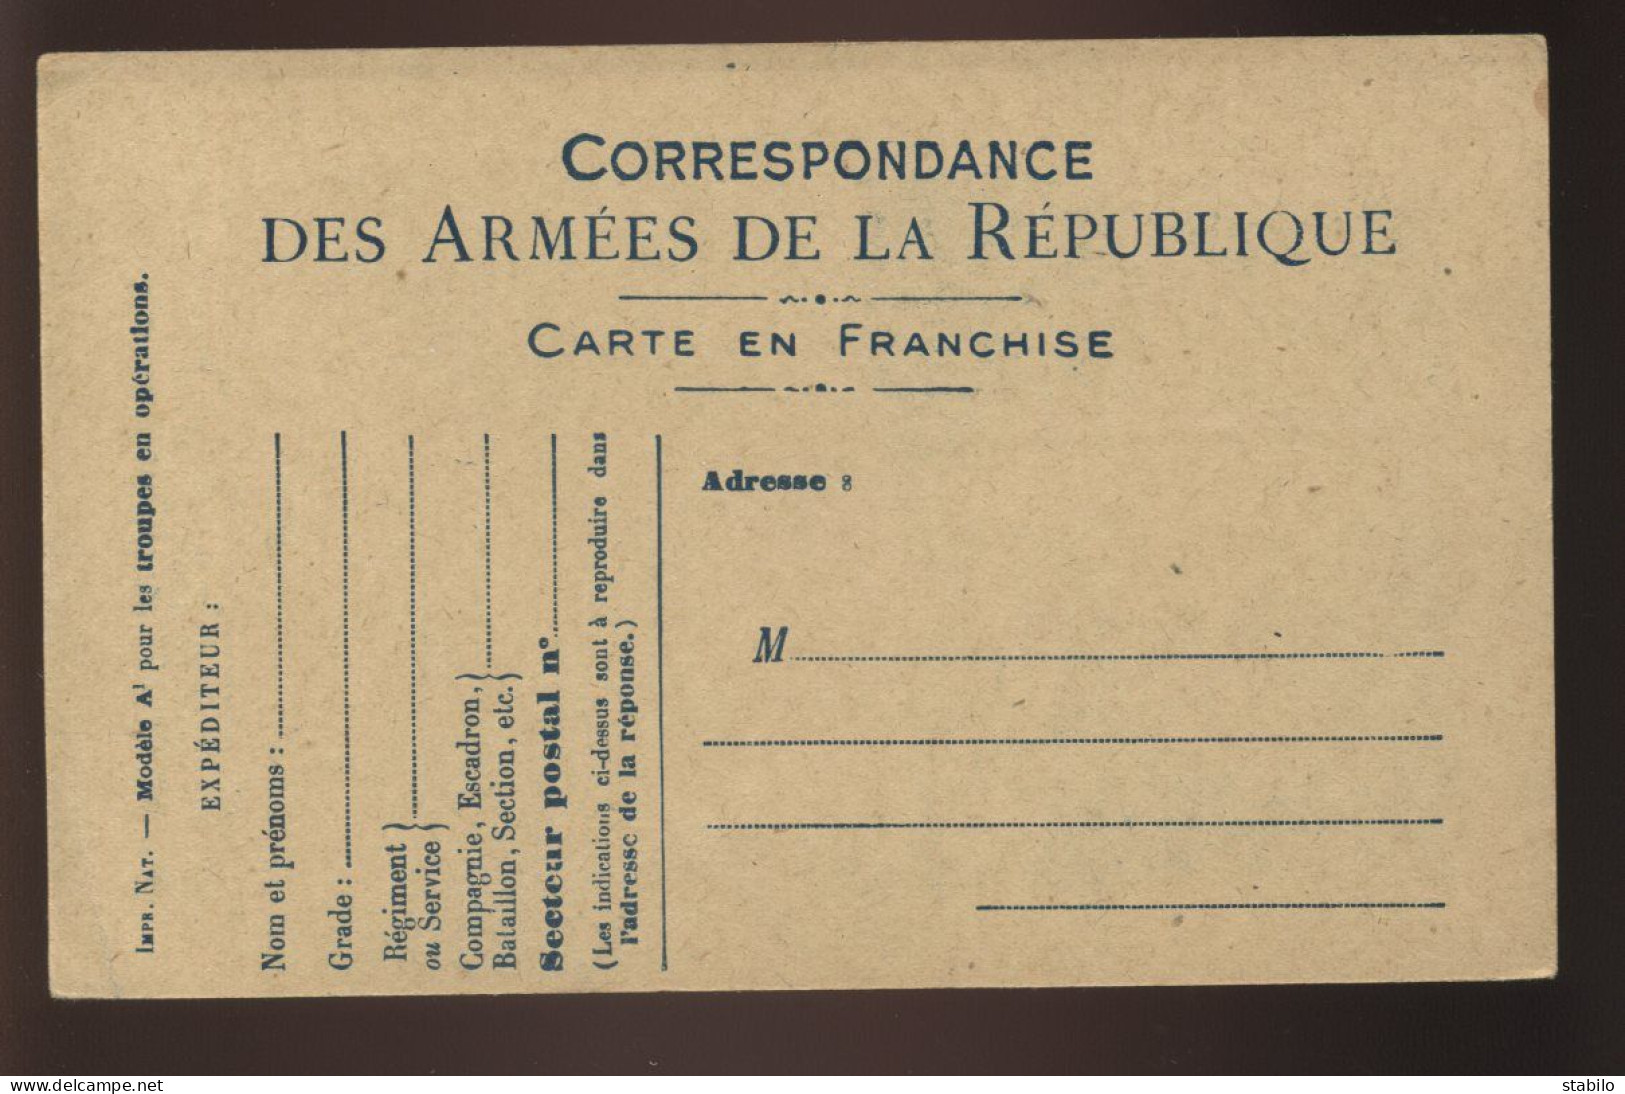 CORRESPONDANCE
DES ARMÉES DE LA RÉPUBLIQUE
CARTE EN FRANCHISE
IMPR. NAT. — Modèle A¹ pour les troupes en opérations.
EXPÉDITEUR :
Nom et prénoms :
Grade :
Régiment }
ou Service }
Compagnie, Escadron, }
Bataillon, Section, etc. }
Secteur postal n°
(Les indications ci-dessus sont à reproduire dans
l'adresse de la réponse.)
Adresse :
M
www.delcampe.net
stabilo